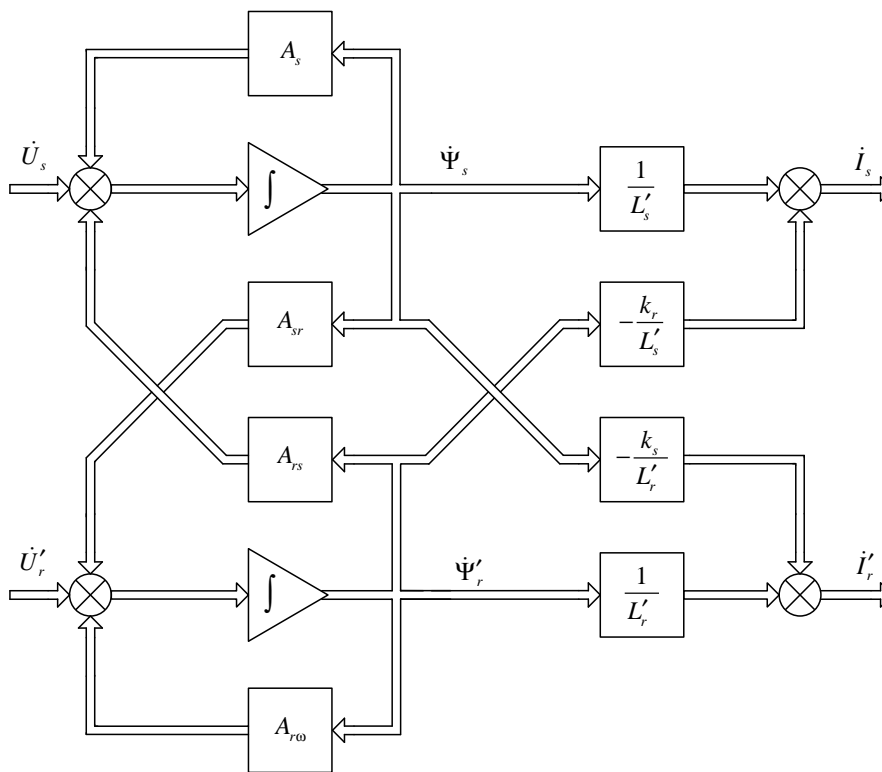 A_s
U̇_s ∫ Ψ̇_s 1/L′_s İ_s
A_sr −k_r/L′_s
A_rs −k_s/L′_r
U̇′_r ∫ Ψ̇′_r 1/L′_r İ′_r
A_rω